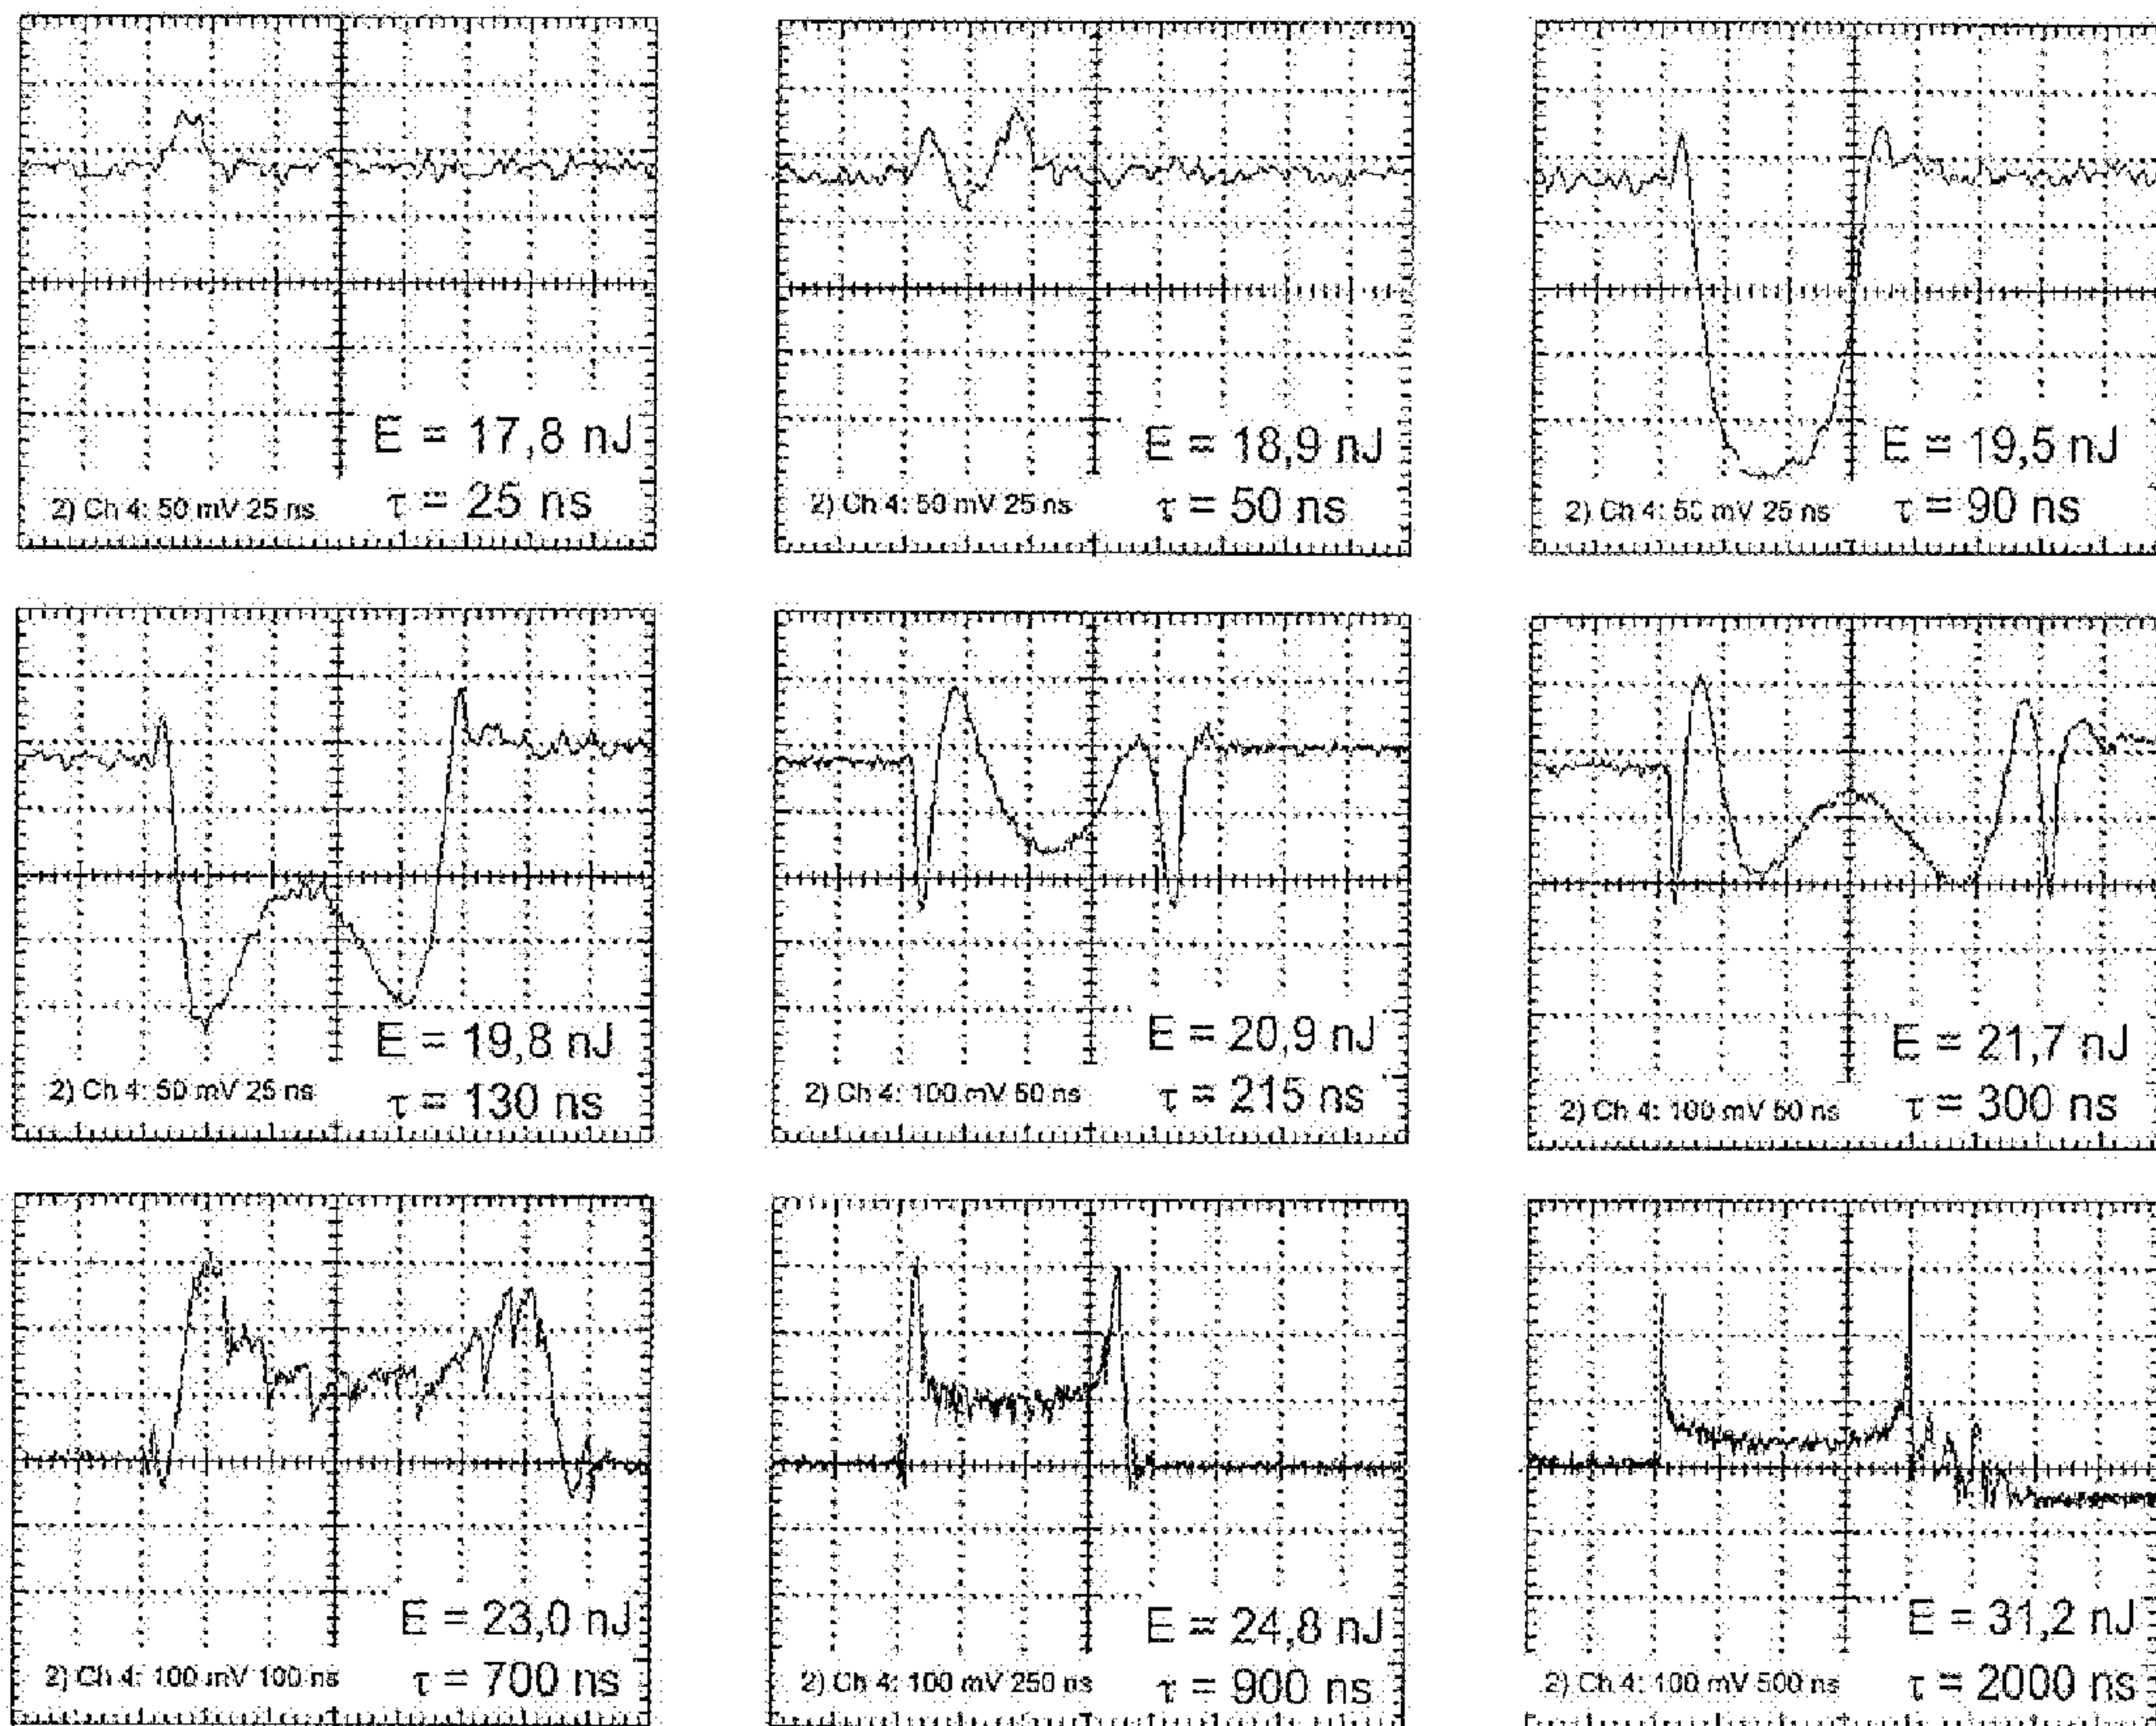 E = 17,8 nJ
2) Ch 4: 50 mV 25 ns
τ = 25 ns
E = 18,9 nJ
2) Ch 4: 50 mV 25 ns
τ = 50 ns
E = 19,5 nJ
2) Ch 4: 50 mV 25 ns
τ = 90 ns
E = 19,8 nJ
2) Ch 4: 50 mV 25 ns
τ = 130 ns
E = 20,9 nJ
2) Ch 4: 100 mV 50 ns
τ = 215 ns
E = 21,7 nJ
2) Ch 4: 100 mV 50 ns
τ = 300 ns
E = 23,0 nJ
2) Ch 4: 100 mV 100 ns
τ = 700 ns
E = 24,8 nJ
2) Ch 4: 100 mV 250 ns
τ = 900 ns
E = 31,2 nJ
2) Ch 4: 100 mV 500 ns
τ = 2000 ns